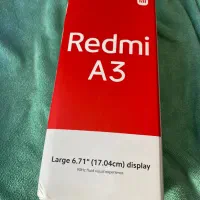 mi
Redmi
A3
Large 6.71" (17.04cm) display